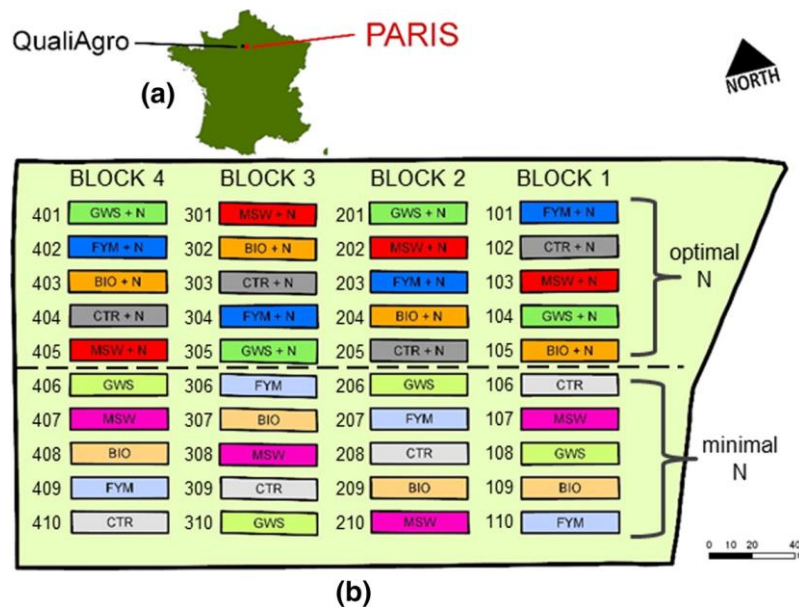 QualiAgro
PARIS
(a)
NORTH
BLOCK 4 BLOCK 3 BLOCK 2 BLOCK 1
401 GWS + N 301 MSW + N 201 GWS + N 101 FYM + N
402 FYM + N 302 BIO + N 202 MSW + N 102 CTR + N
403 BIO + N 303 CTR + N 203 FYM + N 103 MSW + N
404 CTR + N 304 FYM + N 204 BIO + N 104 GWS + N
405 MSW + N 305 GWS + N 205 CTR + N 105 BIO + N
optimal
N
406 GWS 306 FYM 206 GWS 106 CTR
407 MSW 307 BIO 207 FYM 107 MSW
408 BIO 308 MSW 208 CTR 108 GWS
409 FYM 309 CTR 209 BIO 109 BIO
410 CTR 310 GWS 210 MSW 110 FYM
minimal
N
0 10 20 40
(b)